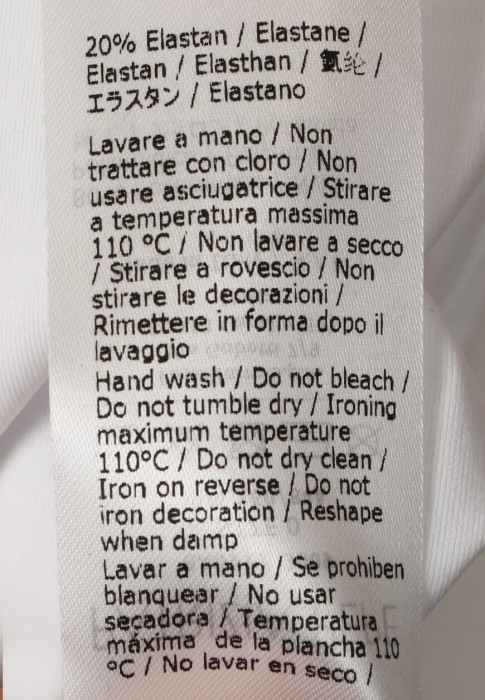 20% Elastan / Elastane /
Elastan / Elasthan / 氨纶 /
エラスタン / Elastano
Lavare a mano / Non
trattare con cloro / Non
usare asciugatrice / Stirare
a temperatura massima
110 ºC / Non lavare a secco
/ Stirare a rovescio / Non
stirare le decorazioni /
Rimettere in forma dopo il
lavaggio
Hand wash / Do not bleach /
Do not tumble dry / Ironing
maximum temperature
110ºC / Do not dry clean /
Iron on reverse / Do not
iron decoration / Reshape
when damp
Lavar a mano / Se prohiben
blanquear / No usar
secadora / Temperatura
máxima de la plancha 110
ºC / No lavar en seco /